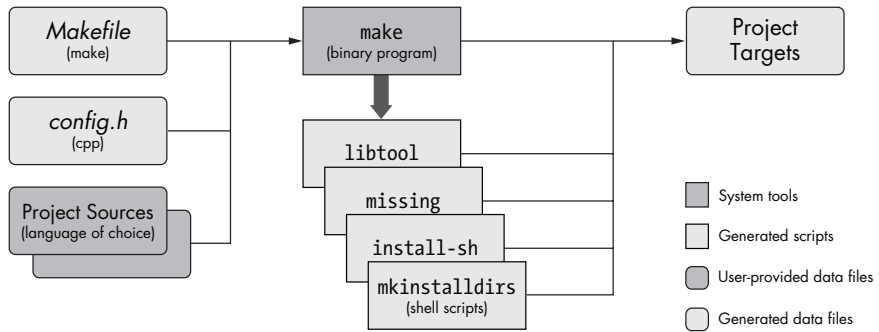 Makefile
(make)
config.h
(cpp)
Project Sources
(language of choice)
make
(binary program)
libtool
missing
install-sh
mkinstalldirs
(shell scripts)
Project
Targets
System tools
Generated scripts
User-provided data files
Generated data files